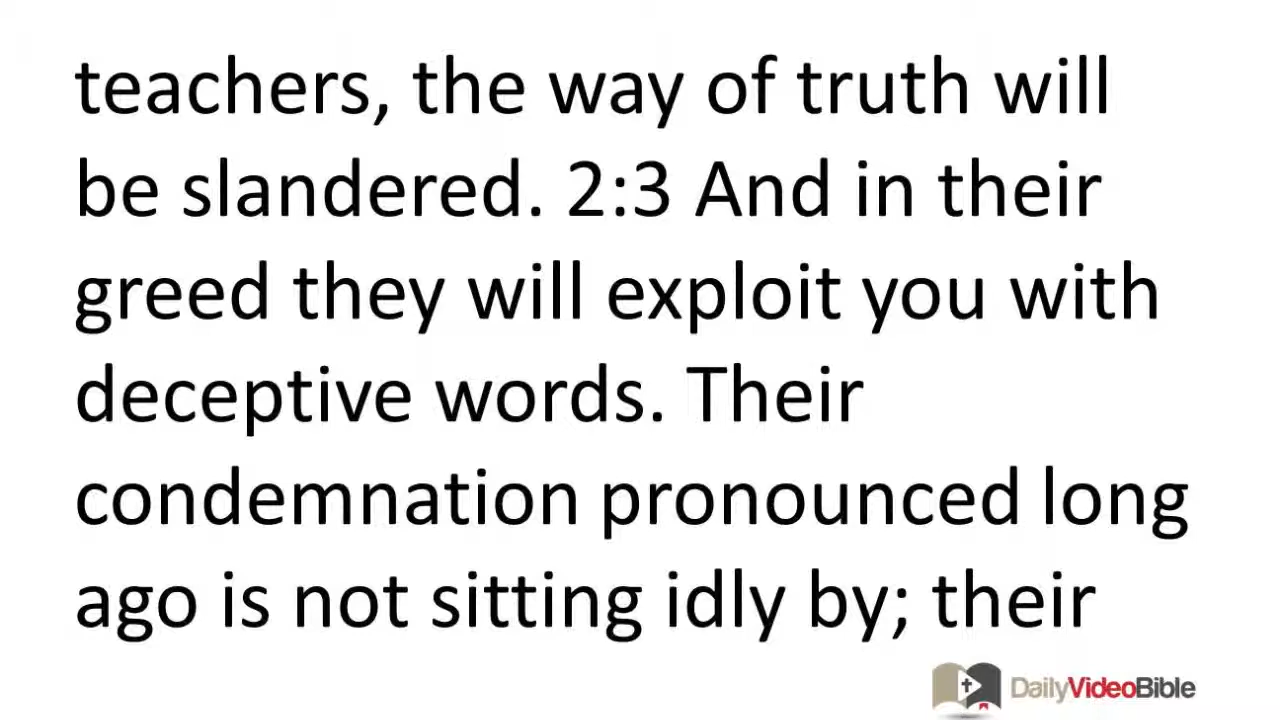 teachers, the way of truth will
be slandered. 2:3 And in their
greed they will exploit you with
deceptive words. Their
condemnation pronounced long
ago is not sitting idly by; their
DailyVideoBible